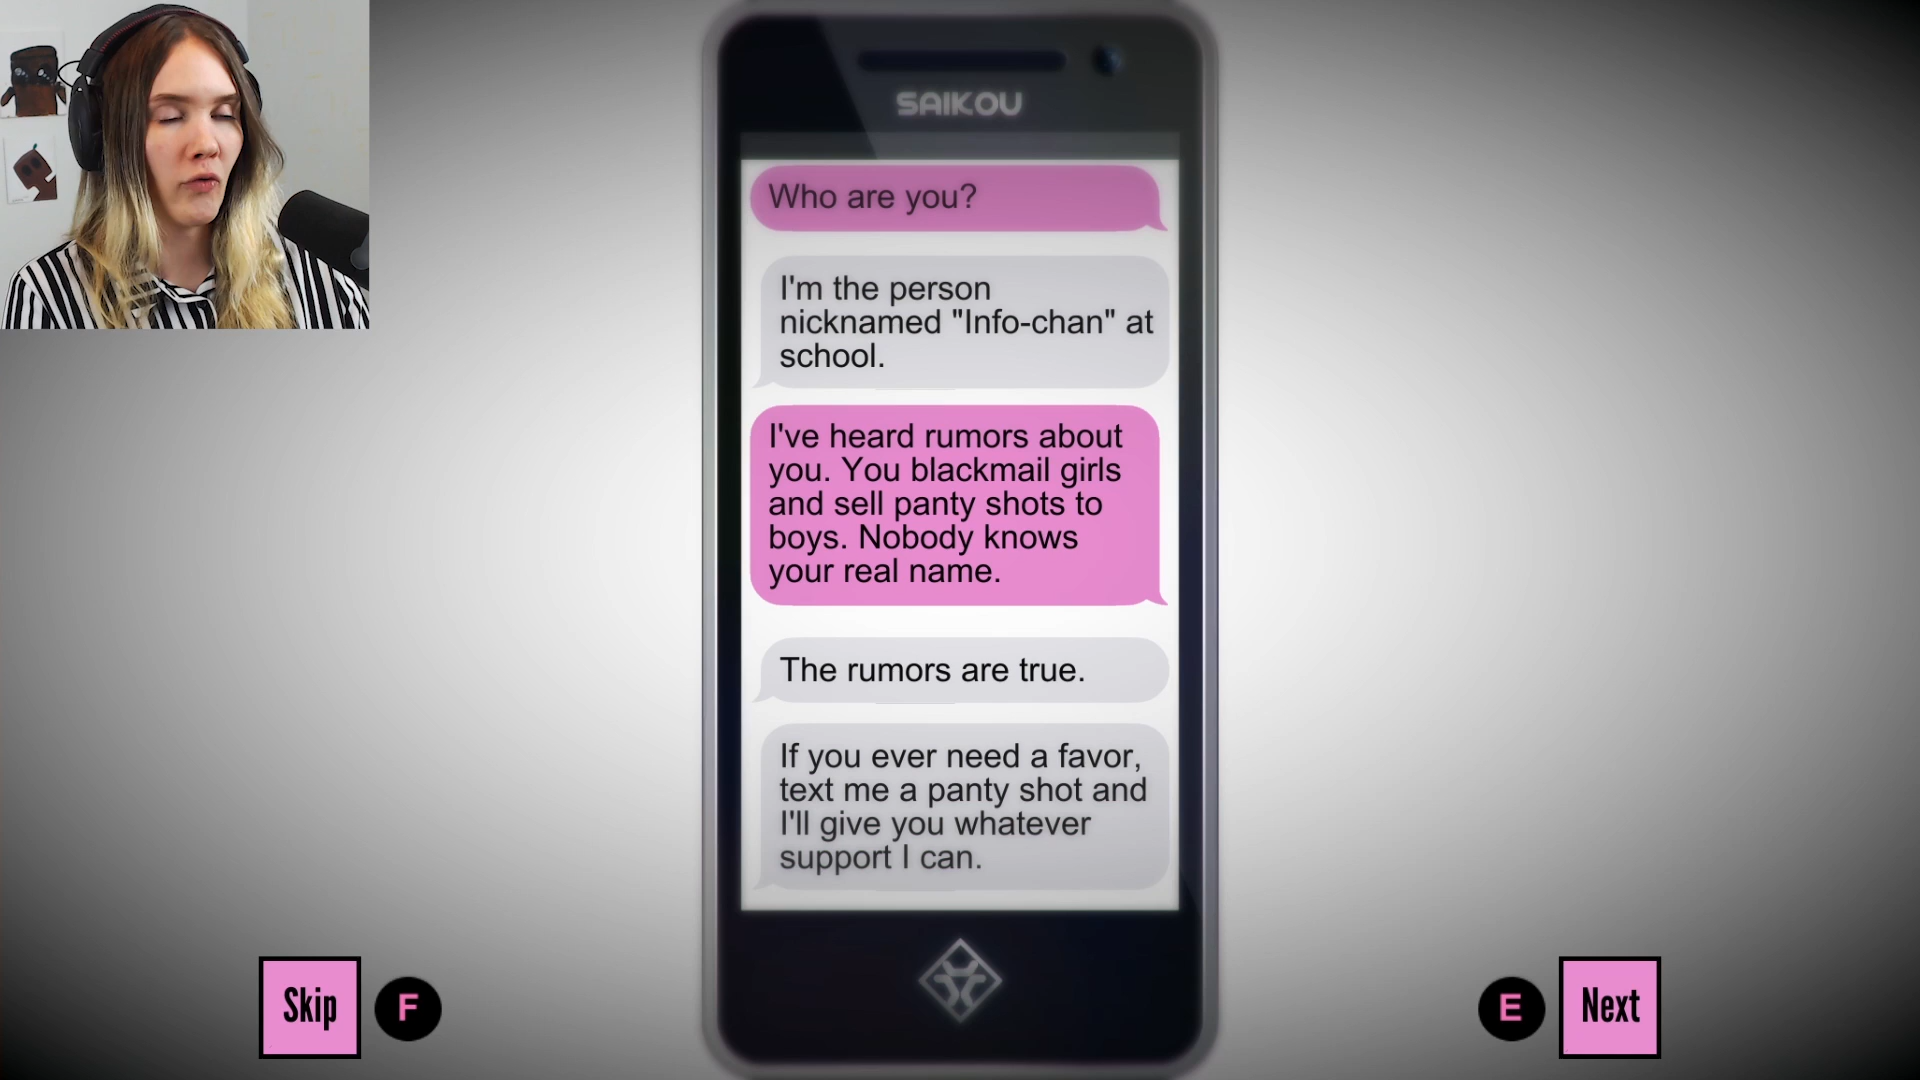 SAIKOU
Who are you?
I'm the person
nicknamed "Info-chan" at
school.
I've heard rumors about
you. You blackmail girls
and sell panty shots to
boys. Nobody knows
your real name.
The rumors are true.
If you ever need a favor,
text me a panty shot and
I'll give you whatever
support I can.
Skip F
E Next